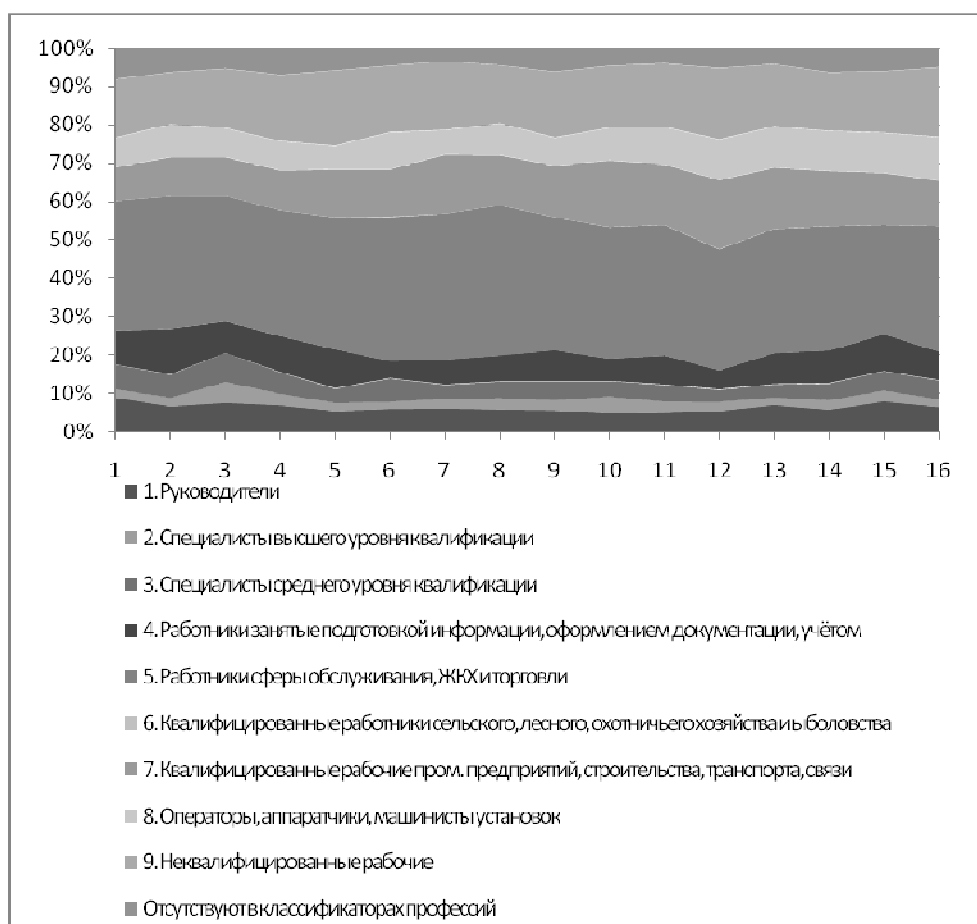 100%
90%
80%
70%
60%
50%
40%
30%
20%
10%
0%
1 2 3 4 5 6 7 8 9 10 11 12 13 14 15 16
1. Руководители
2. Специалисты высшего уровня квалификации
3. Специалисты среднего уровня квалификации
4. Работники занятые подготовкой информации, оформлением документации, учётом
5. Работники сферы обслуживания, ЖКХ и торговли
6. Квалифицированные работники сельского, лесного, охотничьего хозяйства и ыболовства
7. Квалифицированные рабочие пром. предприятий, строительства, транспорта, связи
8. Операторы, аппаратчики, машинисты установок
9. Неквалифицированные рабочие
Отсутствуют в классификаторах профессий